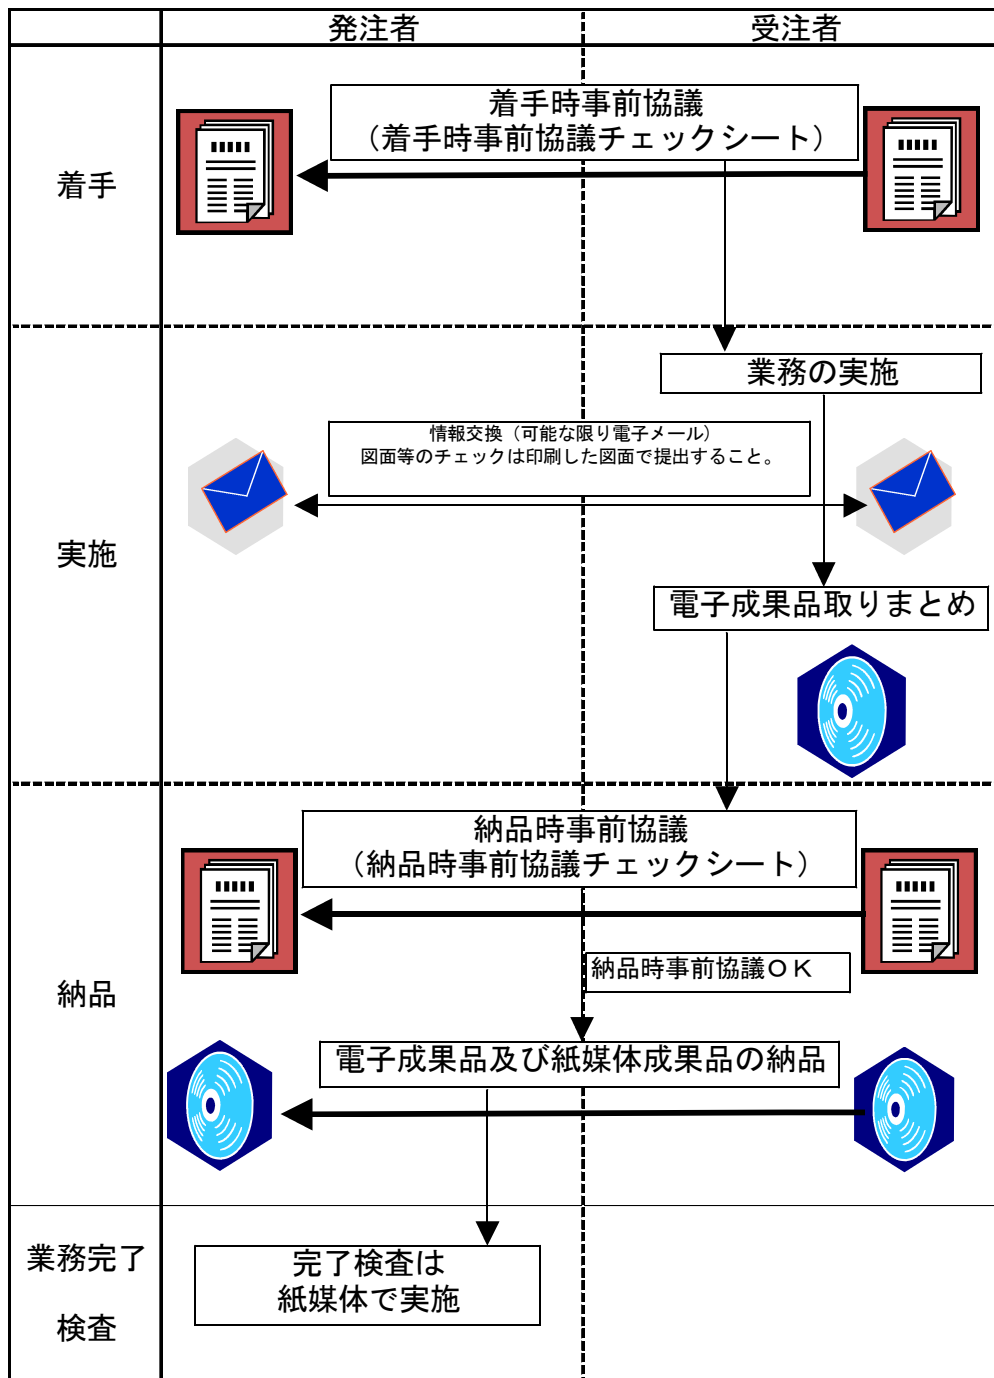 発注者
受注者
着手
着手時事前協議
（着手時事前協議チェックシート）
実施
業務の実施
情報交換（可能な限り電子メール）
図面等のチェックは印刷した図面で提出すること。
電子成果品取りまとめ
納品
納品時事前協議
（納品時事前協議チェックシート）
納品時事前協議ＯＫ
電子成果品及び紙媒体成果品の納品
業務完了
検査
完了検査は
紙媒体で実施